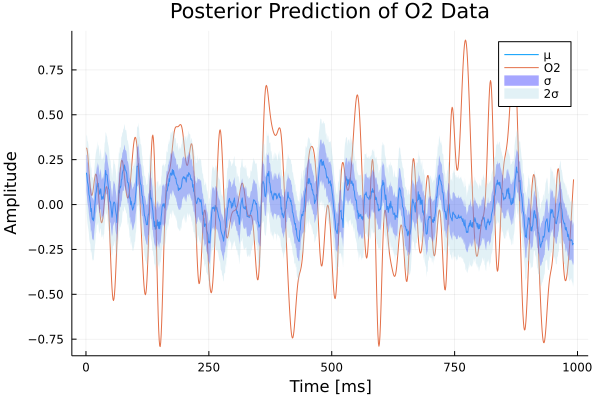 Posterior Prediction of O2 Data
μ
O2
σ
2σ
Amplitude
0.75
0.50
0.25
0.00
−0.25
−0.50
−0.75
0
250
500
750
1000
Time [ms]